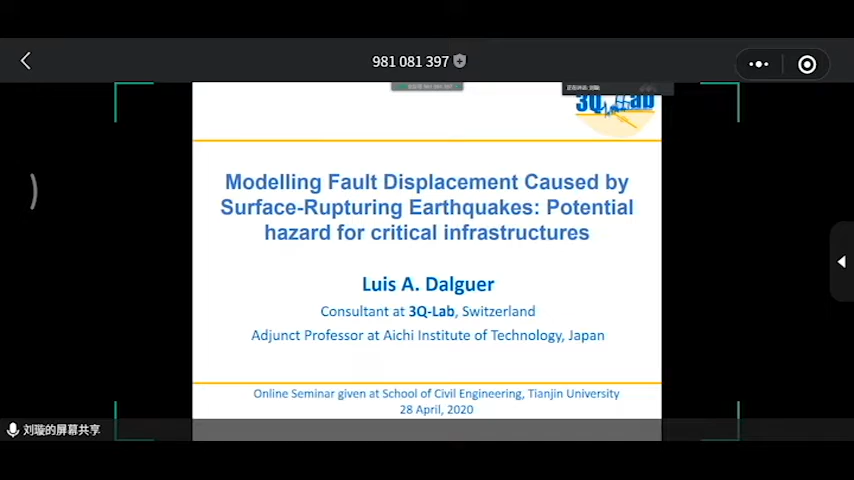 981 081 397
3Q-Lab
Modelling Fault Displacement Caused by
Surface-Rupturing Earthquakes: Potential
hazard for critical infrastructures
Luis A. Dalguer
Consultant at 3Q-Lab, Switzerland
Adjunct Professor at Aichi Institute of Technology, Japan
Online Seminar given at School of Civil Engineering, Tianjin University
28 April, 2020
刘璇的屏幕共享